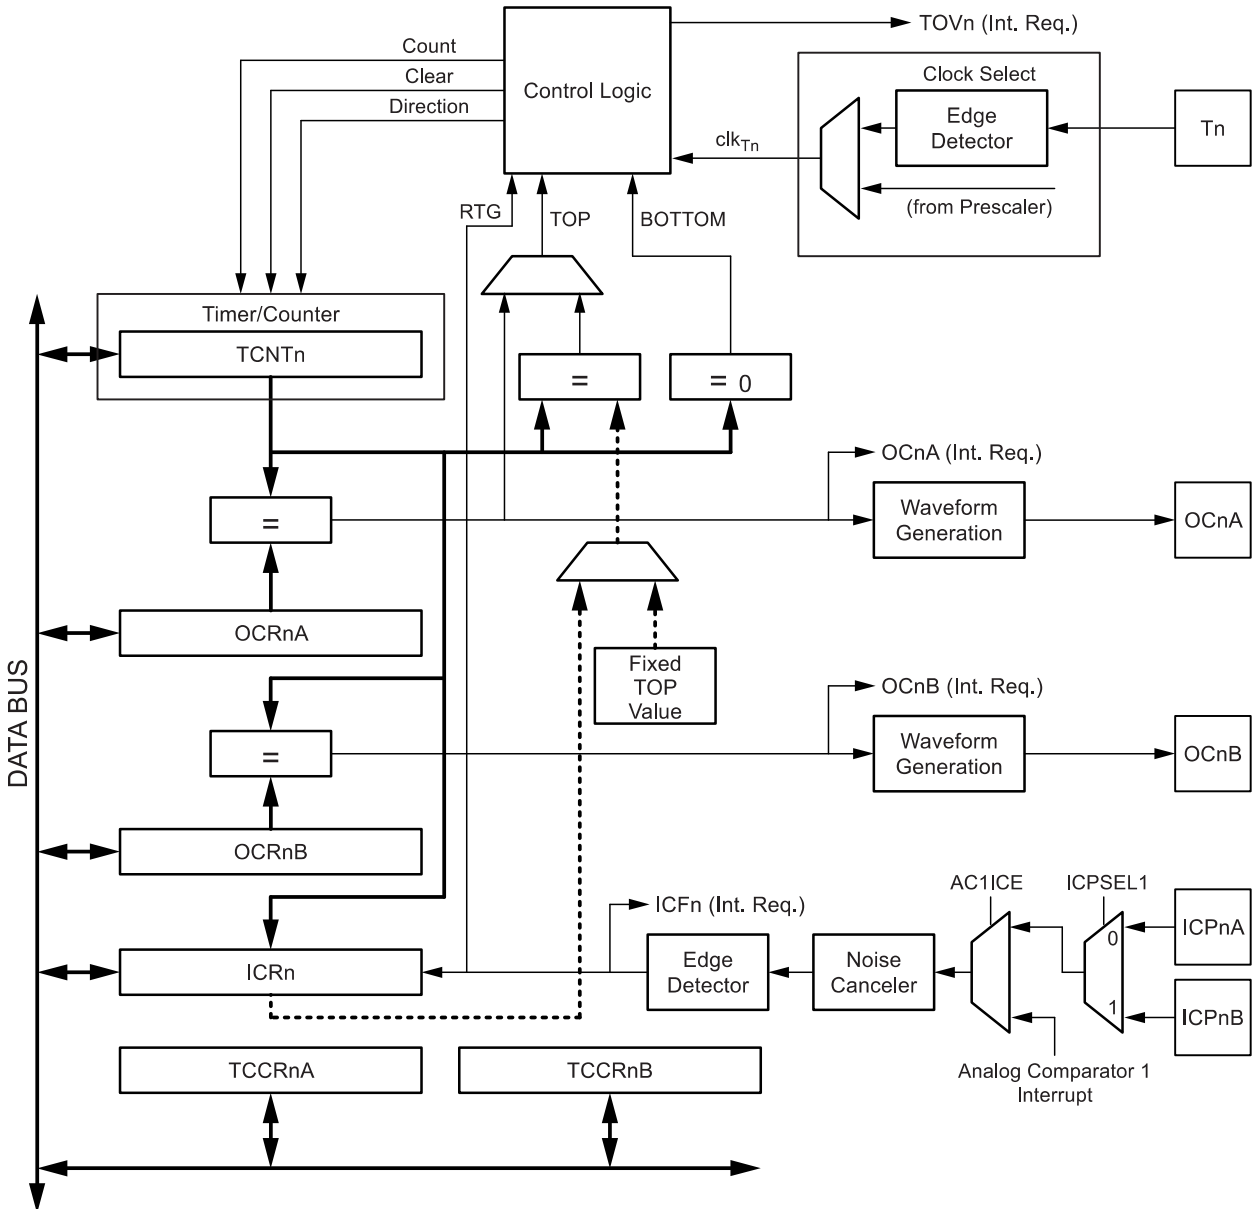 TOVn (Int. Req.)
Count
Clear
Direction
Control Logic
Clock Select
Edge
Detector
Tn
clkTn
(from Prescaler)
RTG
TOP
BOTTOM
Timer/Counter
TCNTn
=
= 0
OCnA (Int. Req.)
=
Waveform
Generation
OCnA
OCRnA
Fixed
TOP
Value
DATA BUS
OCnB (Int. Req.)
=
Waveform
Generation
OCnB
OCRnB
AC1ICE
ICPSEL1
ICFn (Int. Req.)
0
ICPnA
ICRn
Edge
Detector
Noise
Canceler
1
ICPnB
TCCRnA
TCCRnB
Analog Comparator 1
Interrupt